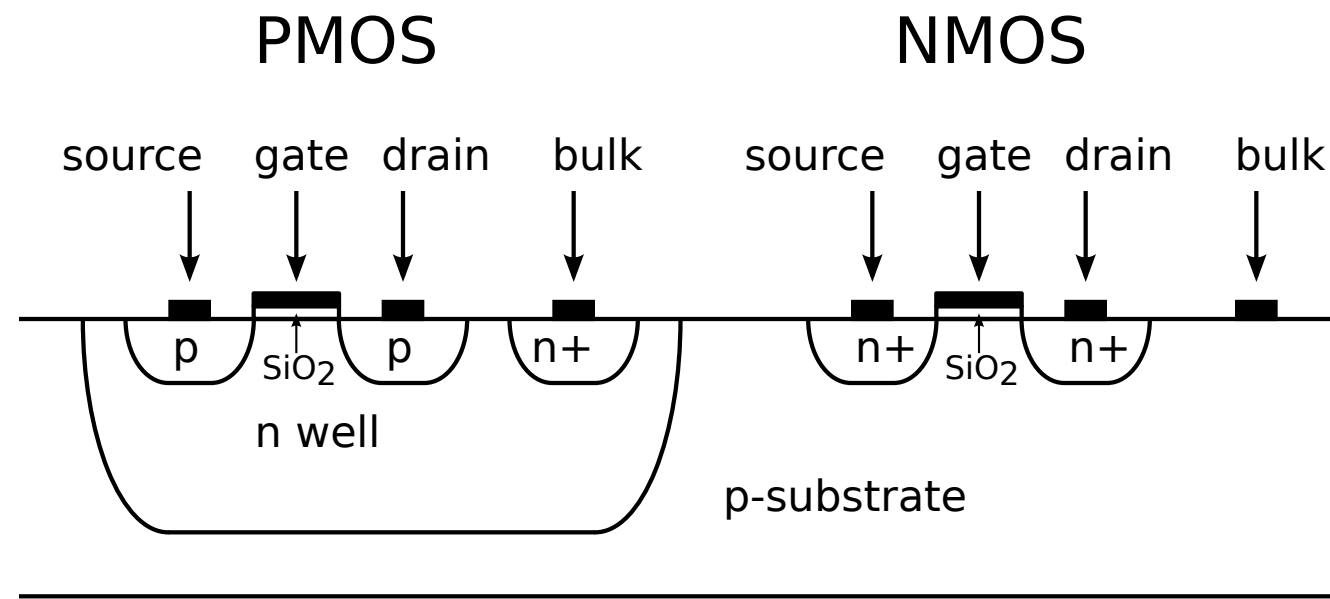 PMOS NMOS
source gate drain bulk source gate drain bulk
p SiO2 p n+ n+ SiO2 n+
n well
p-substrate